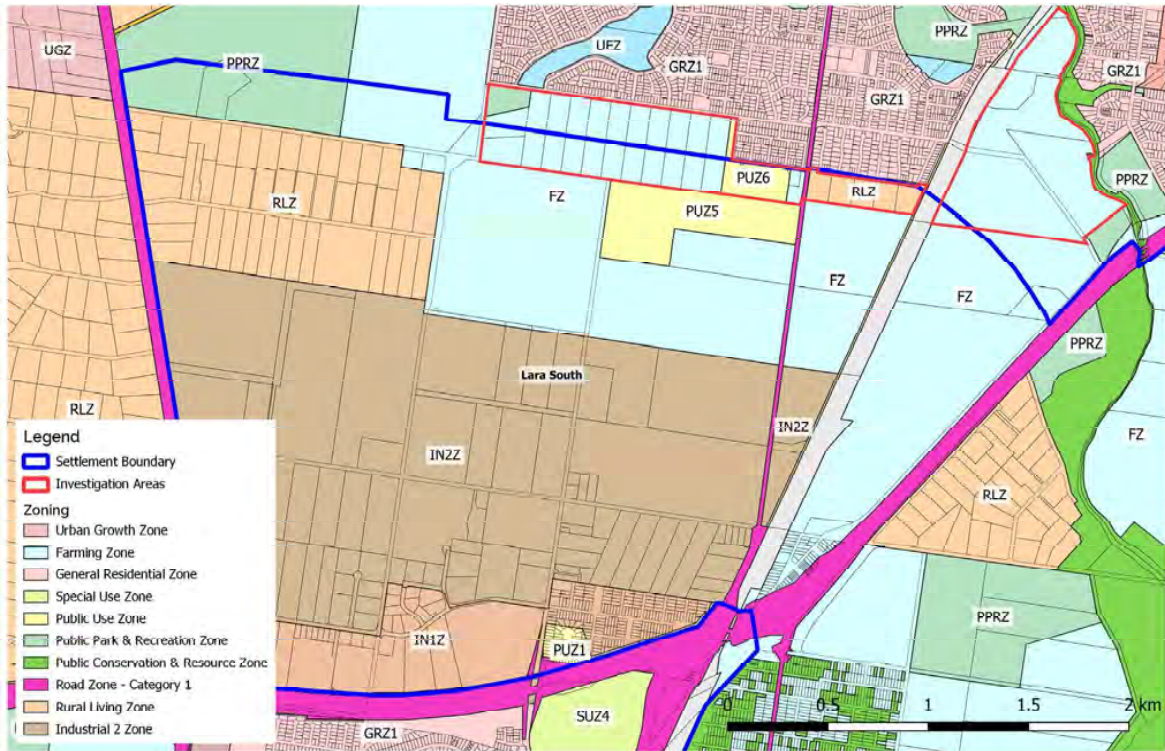 UGZ
PPRZ
UFZ
GRZ1
PPRZ
GRZ1
GRZ1
PPRZ
RLZ
FZ
PUZ6
RLZ
PUZ5
FZ
FZ
PPRZ
Lara South
RLZ
IN2Z
IN2Z
FZ
RLZ
PPRZ
IN1Z
PUZ1
SUZ4
GRZ1
Legend
Settlement Boundary
Investigation Areas
Zoning
Urban Growth Zone
Farming Zone
General Residential Zone
Special Use Zone
Public Use Zone
Public Park & Recreation Zone
Public Conservation & Resource Zone
Road Zone - Category 1
Rural Living Zone
Industrial 2 Zone
0 0.5 1 1.5 2 km